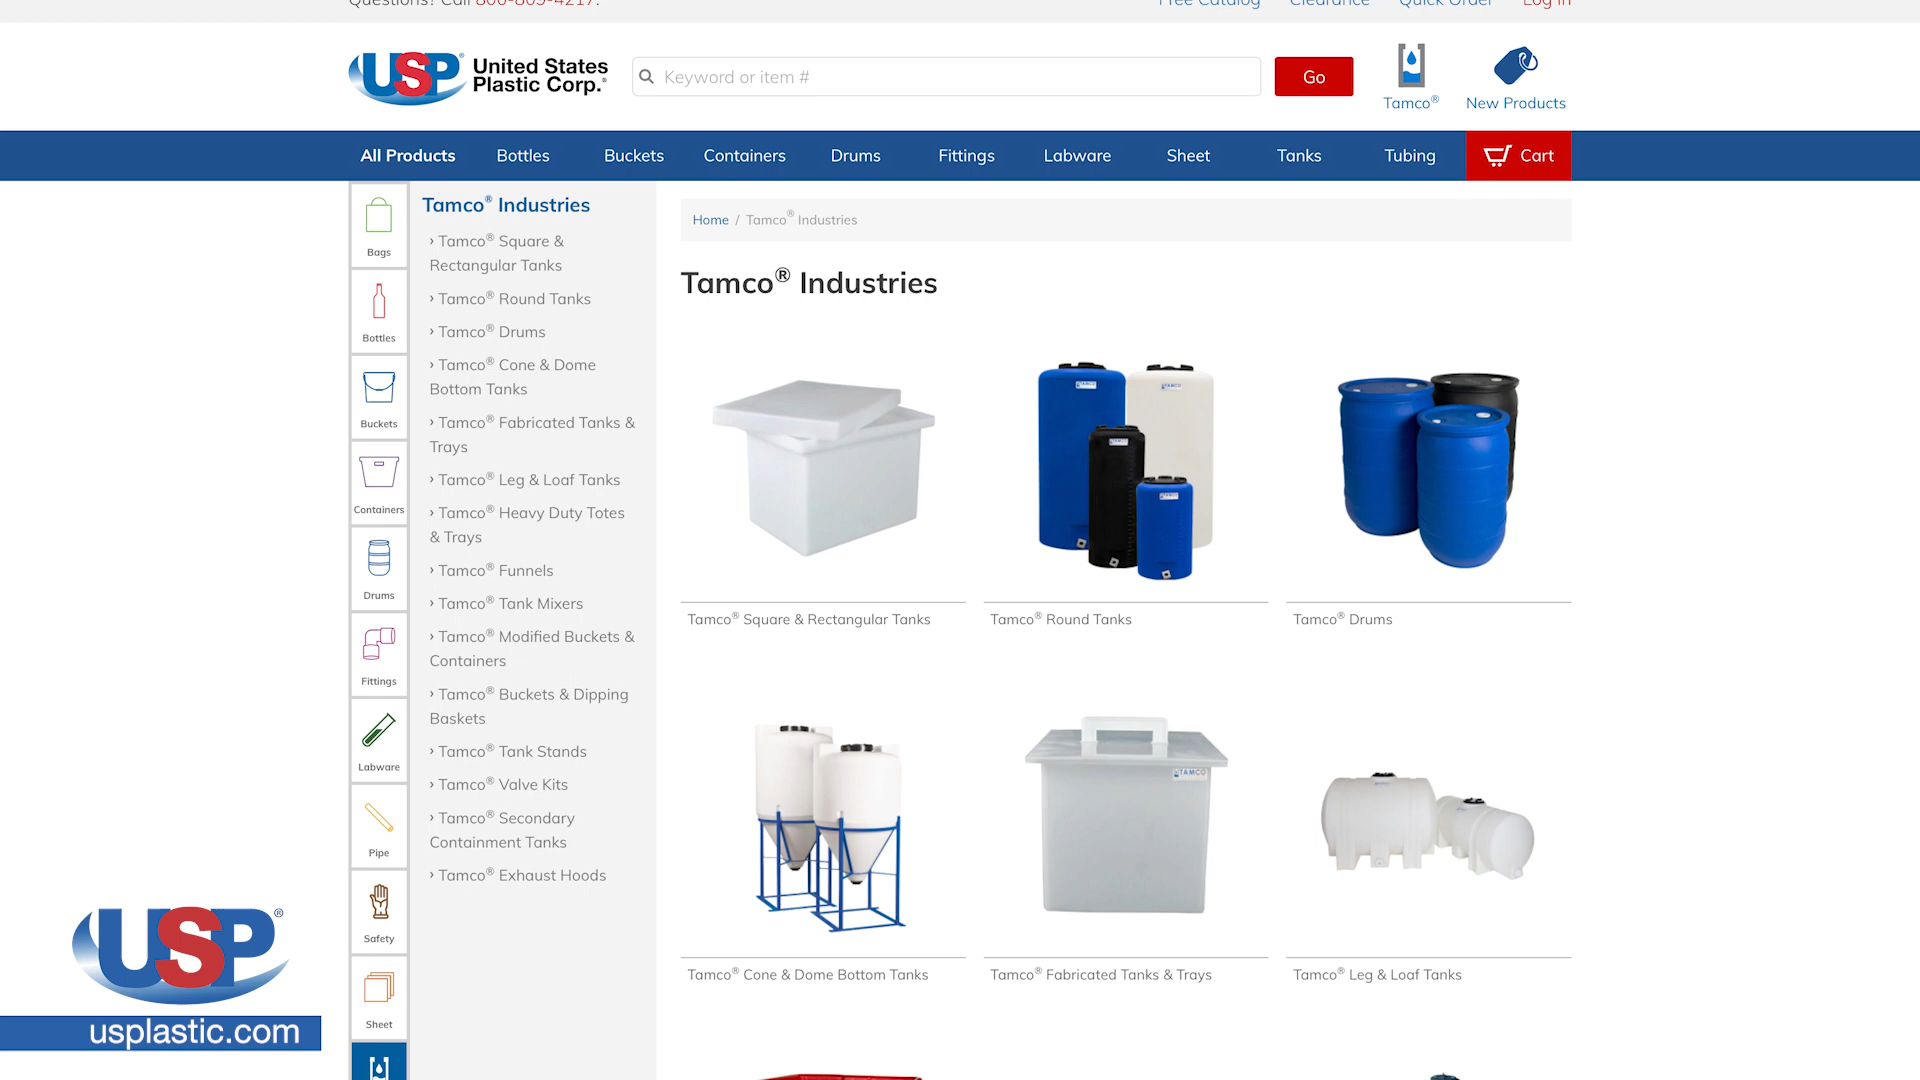 Questions? Call 800-809-4217.
Free Catalog Clearance Quick Order Log In
USP® United States Plastic Corp.®
Keyword or item #
Go
Tamco®
New Products
All Products Bottles Buckets Containers Drums Fittings Labware Sheet Tanks Tubing Cart
Bags
Bottles
Buckets
Containers
Drums
Fittings
Labware
Pipe
Safety
Sheet
Tamco® Industries
› Tamco® Square &
Rectangular Tanks
› Tamco® Round Tanks
› Tamco® Drums
› Tamco® Cone & Dome
Bottom Tanks
› Tamco® Fabricated Tanks &
Trays
› Tamco® Leg & Loaf Tanks
› Tamco® Heavy Duty Totes
& Trays
› Tamco® Funnels
› Tamco® Tank Mixers
› Tamco® Modified Buckets &
Containers
› Tamco® Buckets & Dipping
Baskets
› Tamco® Tank Stands
› Tamco® Valve Kits
› Tamco® Secondary
Containment Tanks
› Tamco® Exhaust Hoods
Home / Tamco® Industries
Tamco® Industries
TAMCO
Tamco® Square & Rectangular Tanks
Tamco® Round Tanks
Tamco® Drums
TAMCO
Tamco® Cone & Dome Bottom Tanks
Tamco® Fabricated Tanks & Trays
Tamco® Leg & Loaf Tanks
USP®
usplastic.com